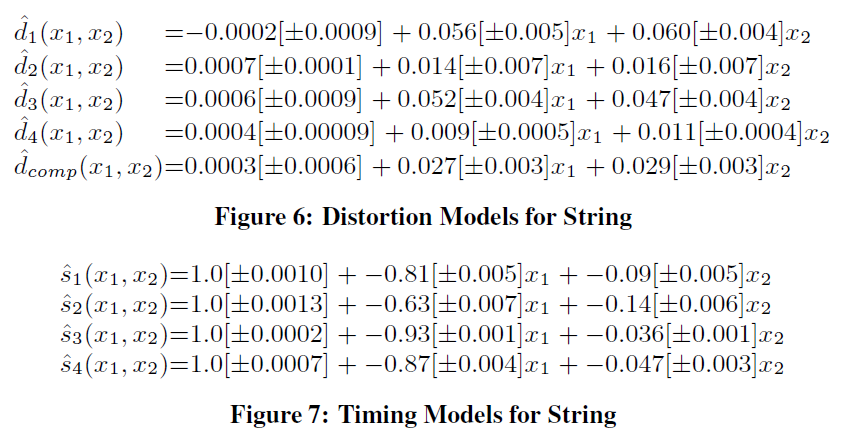 d̂₁(x₁, x₂) =−0.0002[±0.0009] + 0.056[±0.005]x₁ + 0.060[±0.004]x₂
d̂₂(x₁, x₂) =0.0007[±0.0001] + 0.014[±0.007]x₁ + 0.016[±0.007]x₂
d̂₃(x₁, x₂) =0.0006[±0.0009] + 0.052[±0.004]x₁ + 0.047[±0.004]x₂
d̂₄(x₁, x₂) =0.0004[±0.00009] + 0.009[±0.0005]x₁ + 0.011[±0.0004]x₂
d̂_comp(x₁, x₂)=0.0003[±0.0006] + 0.027[±0.003]x₁ + 0.029[±0.003]x₂
Figure 6: Distortion Models for String
ŝ₁(x₁, x₂)=1.0[±0.0010] + −0.81[±0.005]x₁ + −0.09[±0.005]x₂
ŝ₂(x₁, x₂)=1.0[±0.0013] + −0.63[±0.007]x₁ + −0.14[±0.006]x₂
ŝ₃(x₁, x₂)=1.0[±0.0002] + −0.93[±0.001]x₁ + −0.036[±0.001]x₂
ŝ₄(x₁, x₂)=1.0[±0.0007] + −0.87[±0.004]x₁ + −0.047[±0.003]x₂
Figure 7: Timing Models for String